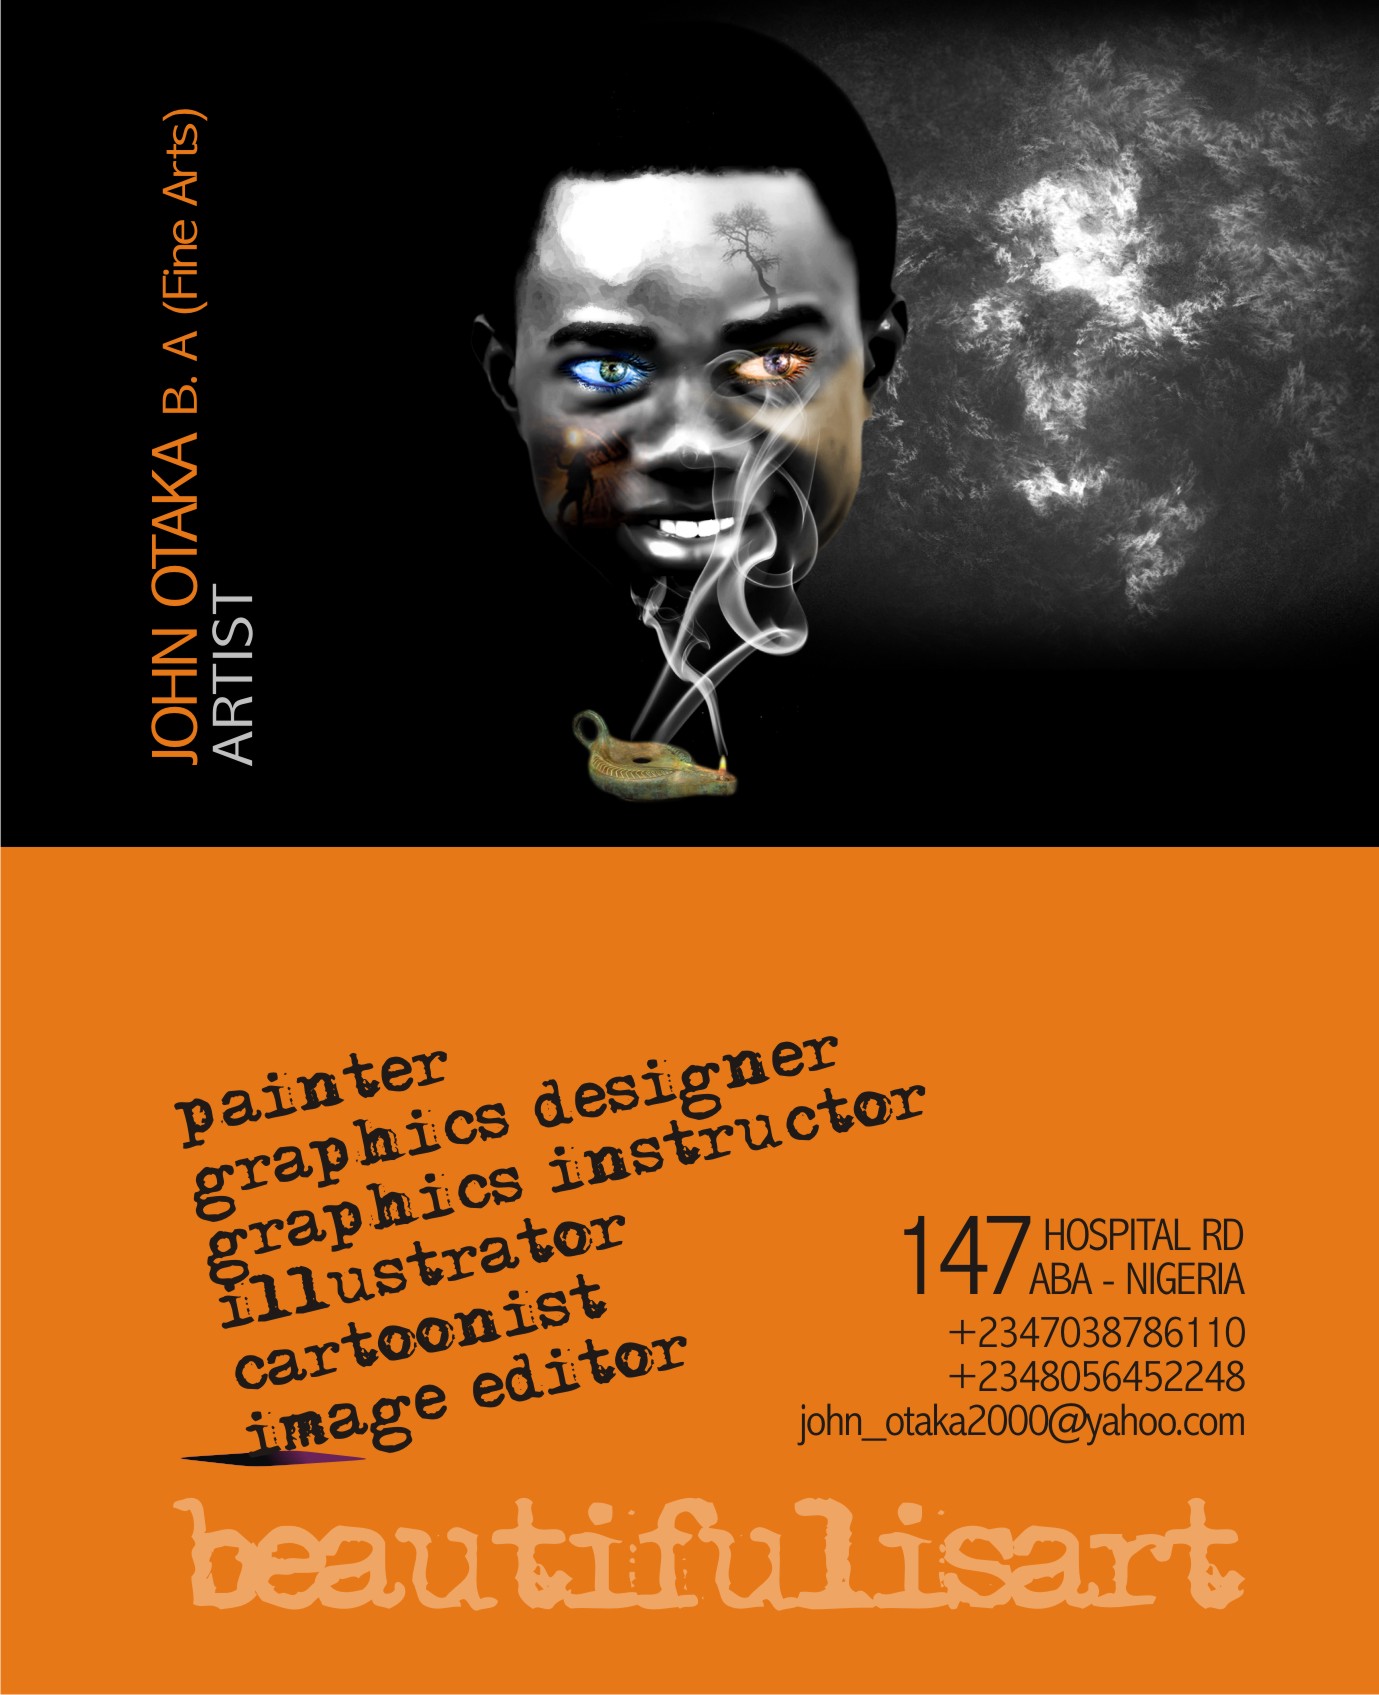 JOHN OTAKA B. A (Fine Arts)
ARTIST
painter
graphics designer
graphics instructor
illustrator
cartoonist
image editor
147 HOSPITAL RD
ABA - NIGERIA
+2347038786110
+2348056452248
john_otaka2000@yahoo.com
beautifulisart